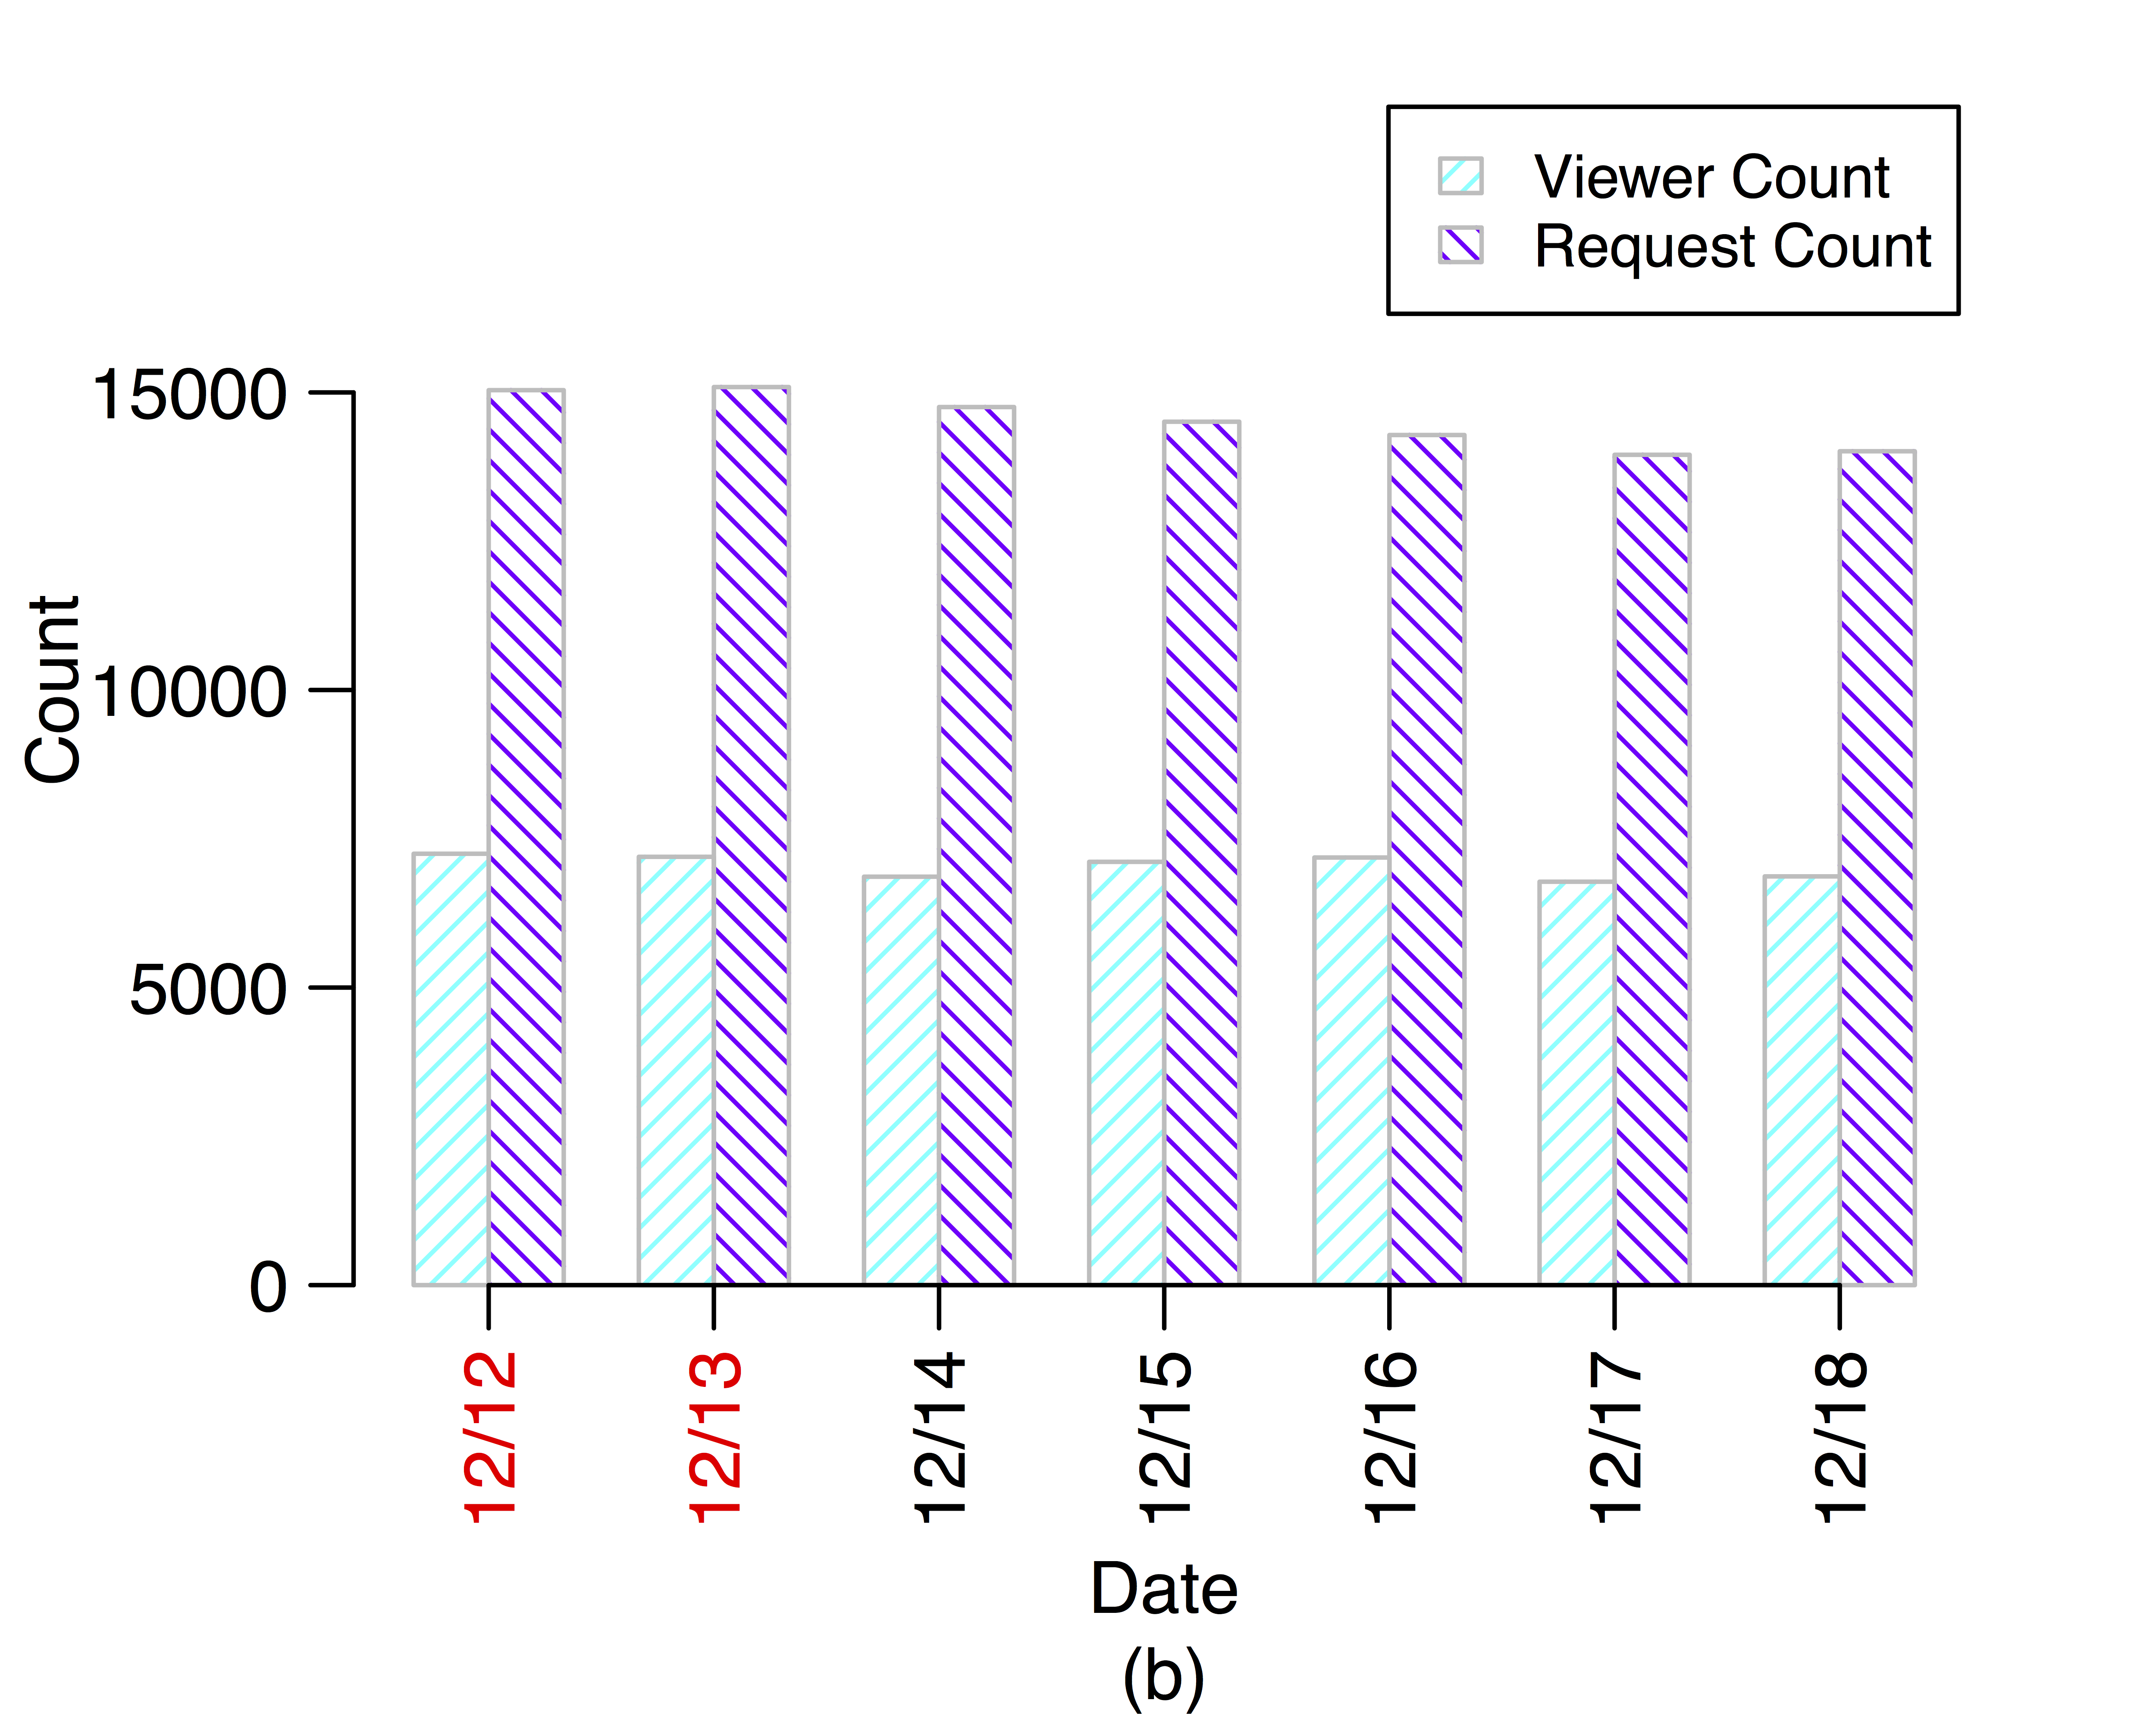 Viewer Count
Request Count
15000
10000
5000
0
Count
12/12
12/13
12/14
12/15
12/16
12/17
12/18
Date
(b)